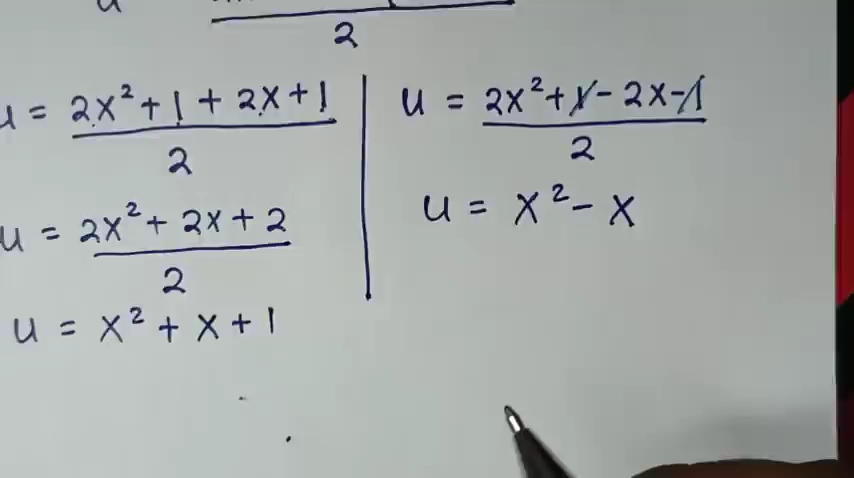 u
2
u = 2x² + 1 + 2x + 1
2
u = 2x² + 2x + 2
2
u = x² + x + 1
u = 2x² + 1 - 2x - 1
2
u = x² - x